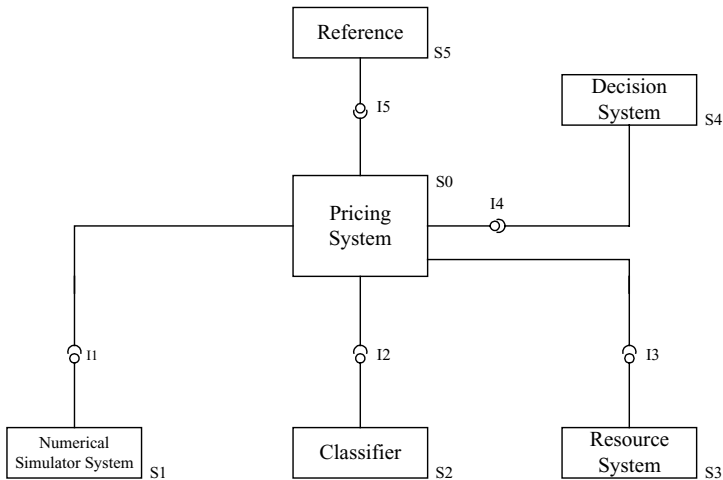 Reference
S5
I5
Decision
System
S4
S0
Pricing
System
I4
I1
I2
I3
Numerical
Simulator System
S1
Classifier
S2
Resource
System
S3